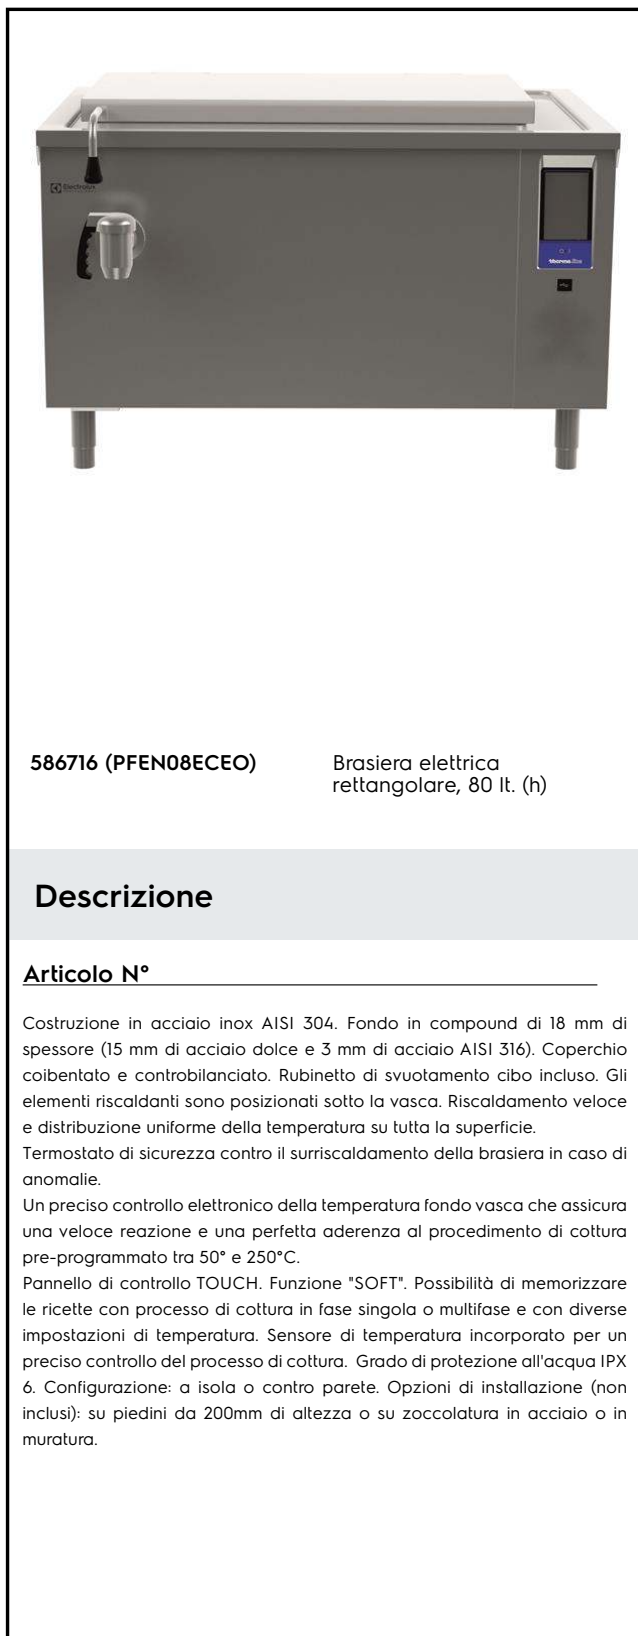 Electrolux
thermaline
586716 (PFEN08ECEO)
Brasiera elettrica
rettangolare, 80 lt. (h)
Descrizione
Articolo N°
Costruzione in acciaio inox AISI 304. Fondo in compound di 18 mm di
spessore (15 mm di acciaio dolce e 3 mm di acciaio AISI 316). Coperchio
coibentato e controbilanciato. Rubinetto di svuotamento cibo incluso. Gli
elementi riscaldanti sono posizionati sotto la vasca. Riscaldamento veloce
e distribuzione uniforme della temperatura su tutta la superficie.
Termostato di sicurezza contro il surriscaldamento della brasiera in caso di
anomalie.
Un preciso controllo elettronico della temperatura fondo vasca che assicura
una veloce reazione e una perfetta aderenza al procedimento di cottura
pre-programmato tra 50° e 250°C.
Pannello di controllo TOUCH. Funzione "SOFT". Possibilità di memorizzare
le ricette con processo di cottura in fase singola o multifase e con diverse
impostazioni di temperatura. Sensore di temperatura incorporato per un
preciso controllo del processo di cottura. Grado di protezione all'acqua IPX
6. Configurazione: a isola o contro parete. Opzioni di installazione (non
inclusi): su piedini da 200mm di altezza o su zoccolatura in acciaio o in
muratura.